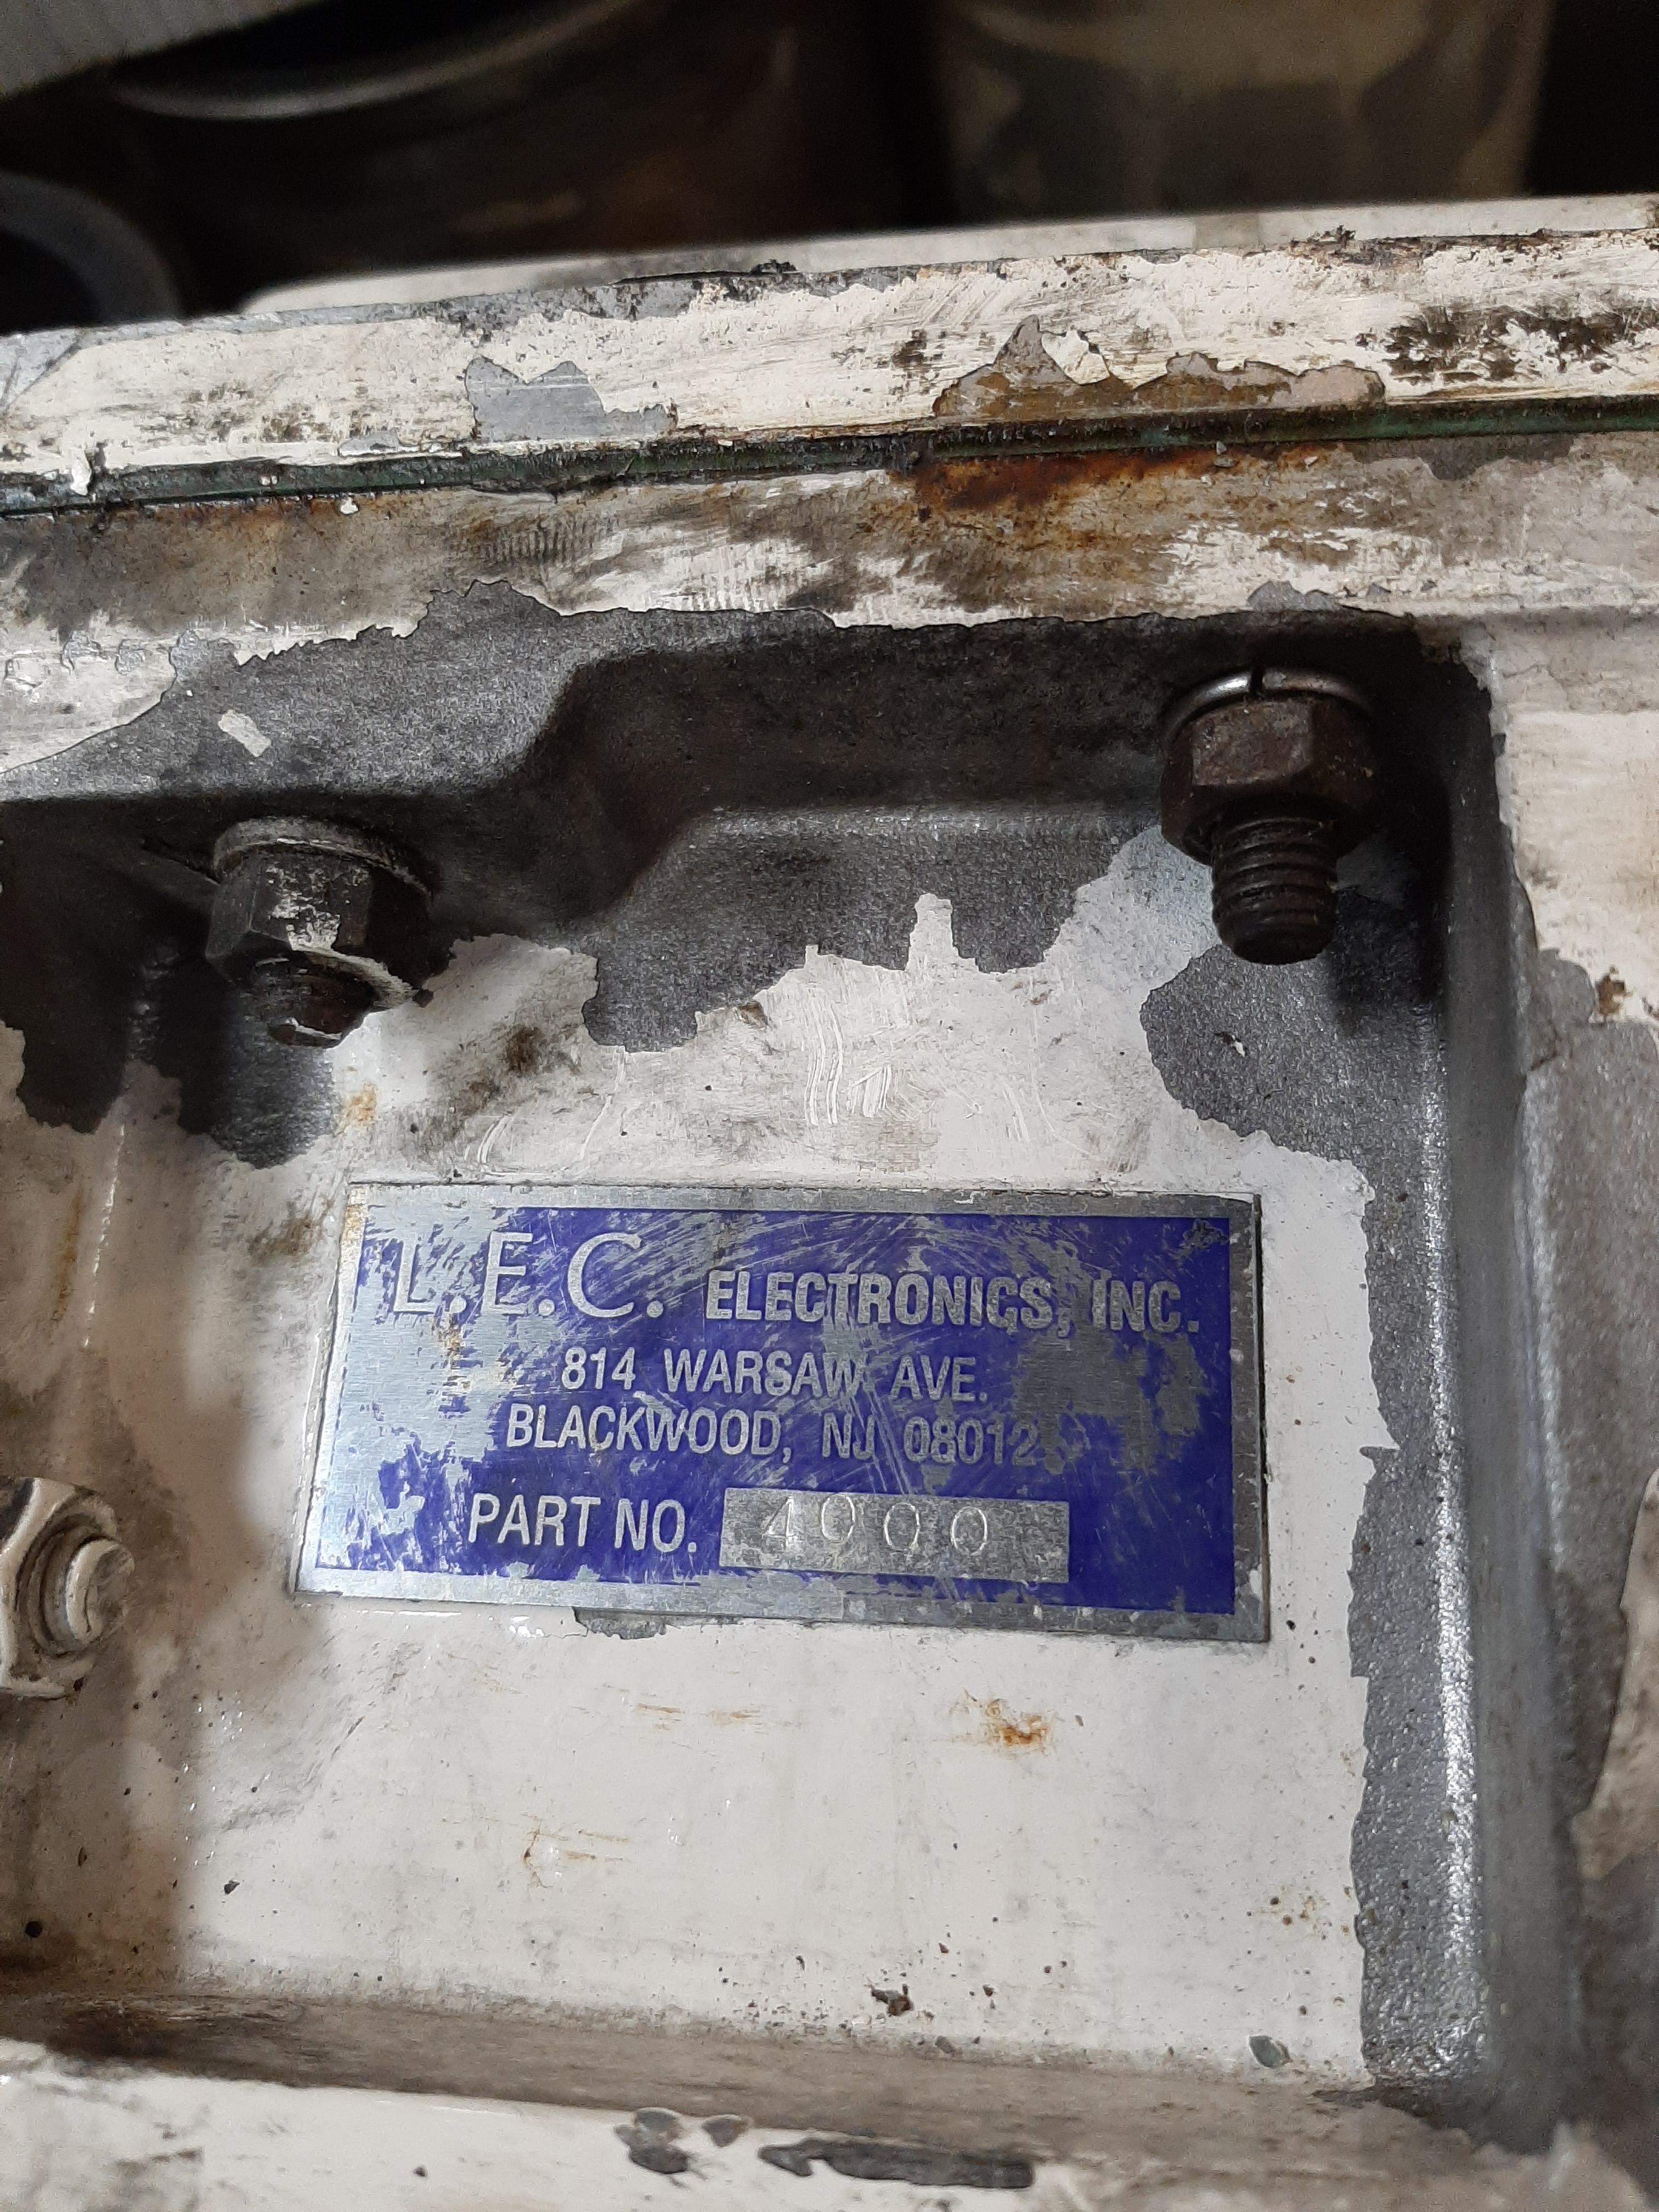 L.E.C. ELECTRONICS, INC.
814 WARSAW AVE.
BLACKWOOD, NJ 08012
PART NO. 4000